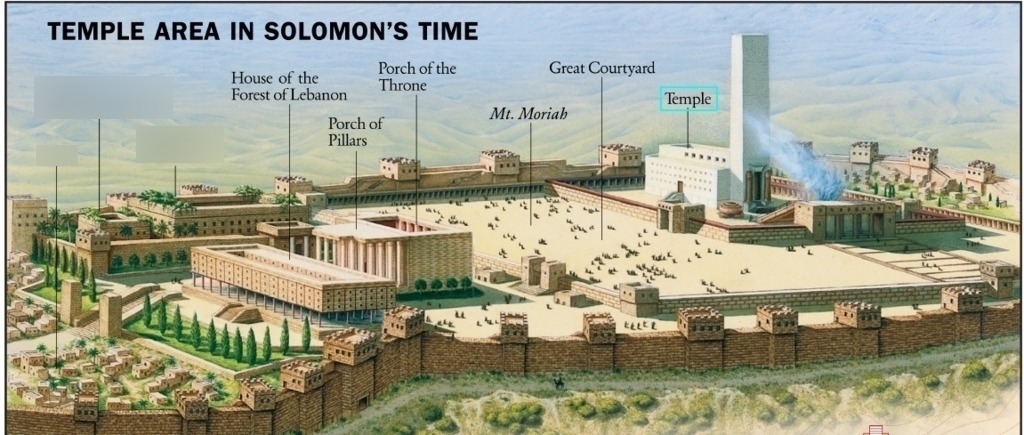 TEMPLE AREA IN SOLOMON'S TIME
House of the
Forest of Lebanon
Porch of
Pillars
Porch of the
Throne
Mt. Moriah
Great Courtyard
Temple